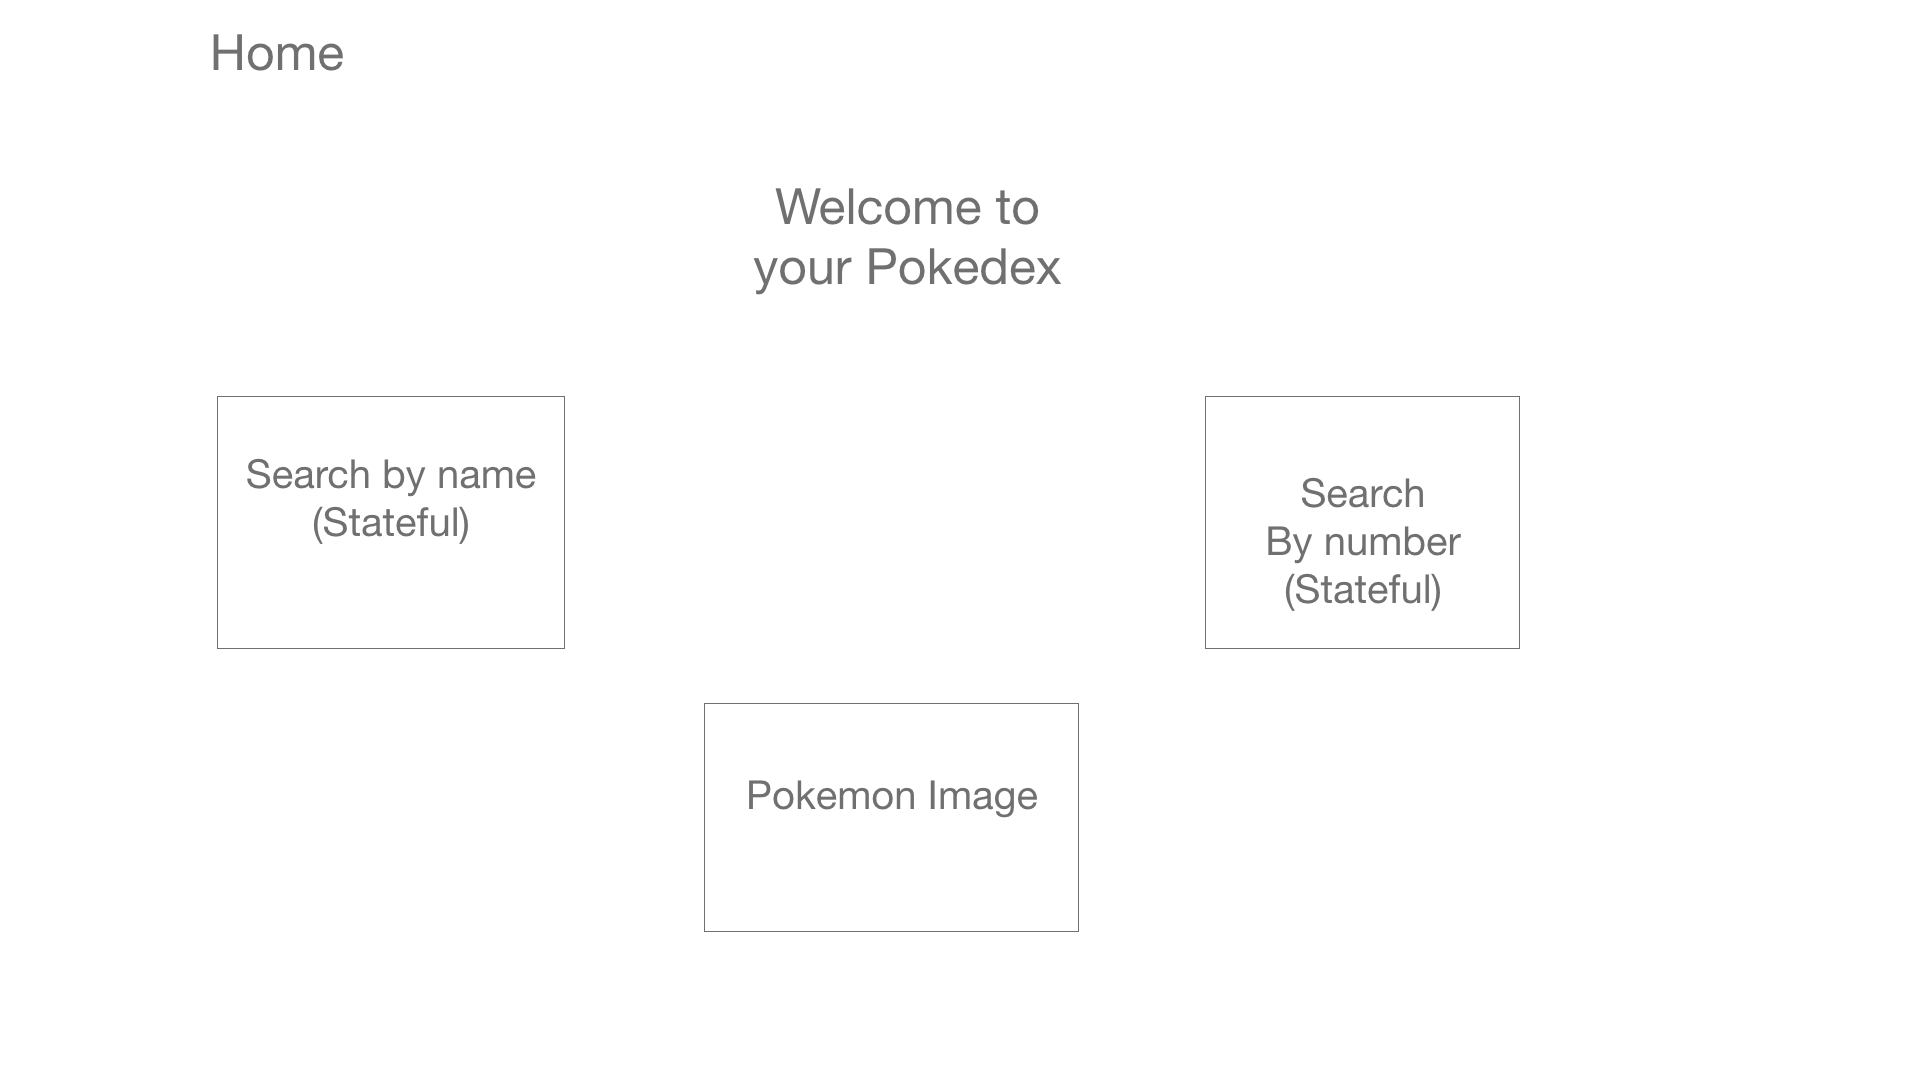 Home
Welcome to
your Pokedex
Search by name
(Stateful)
Search
By number
(Stateful)
Pokemon Image